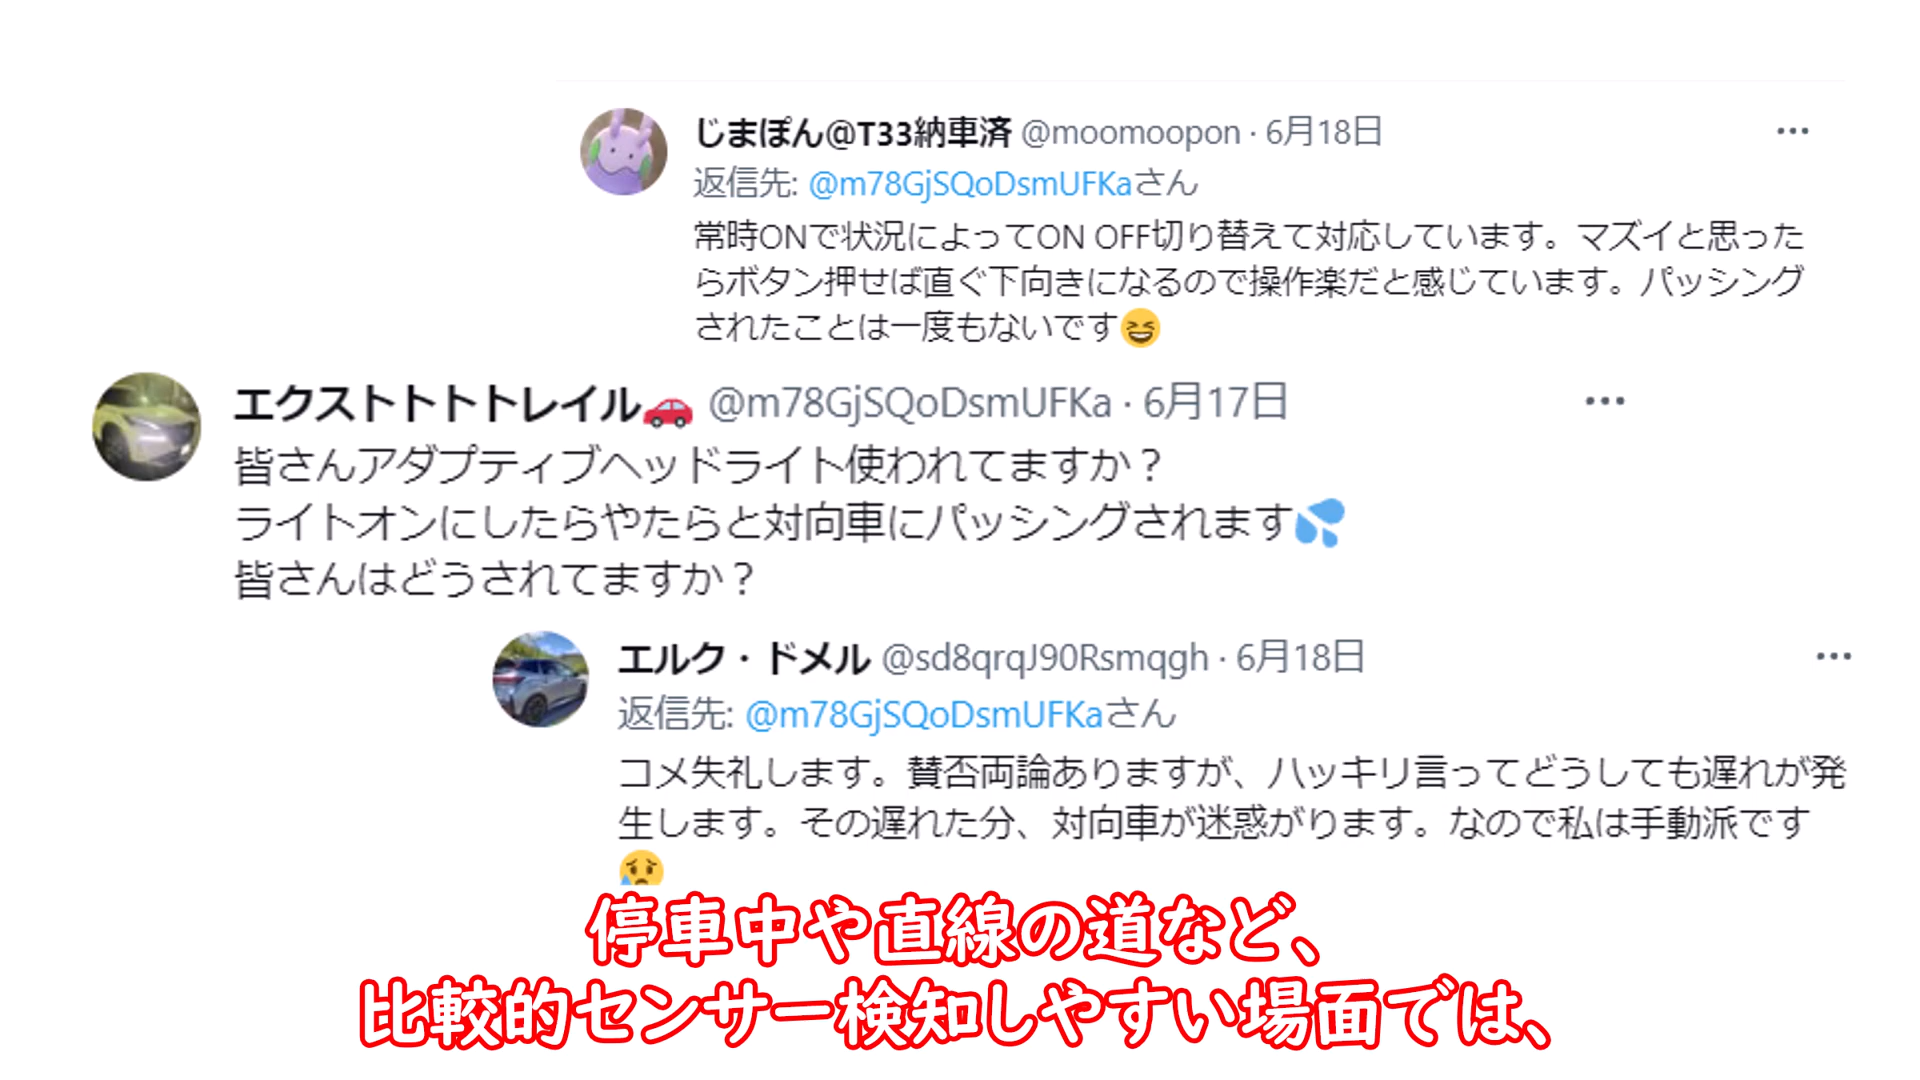 じまぽん@T33納車済 @moomoopon · 6月18日
返信先: @m78GjSQoDsmUFKaさん
常時ONで状況によってON OFF切り替えて対応しています。マズイと思った
らボタン押せば直ぐ下向きになるので操作楽だと感じています。パッシング
されたことは一度もないです😆
エクストトトトレイル🚗 @m78GjSQoDsmUFKa · 6月17日
皆さんアダプティブヘッドライト使われてますか？
ライトオンにしたらやたらと対向車にパッシングされます💦
皆さんはどうされてますか？
エルク・ドメル @sd8qrqJ90Rsmqgh · 6月18日
返信先: @m78GjSQoDsmUFKaさん
コメ失礼します。賛否両論ありますが、ハッキリ言ってどうしても遅れが発
生します。その遅れた分、対向車が迷惑がります。なので私は手動派です
😥
停車中や直線の道など、
比較的センサー検知しやすい場面では、